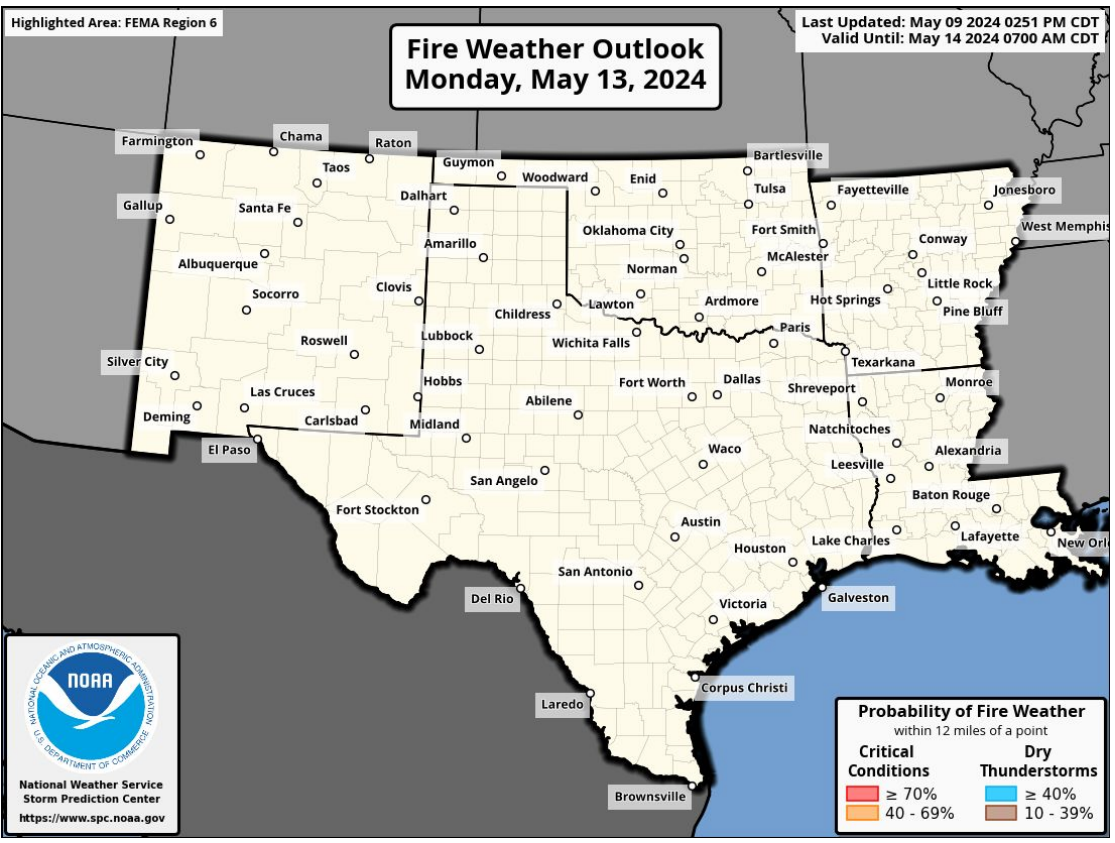 Highlighted Area: FEMA Region 6
Fire Weather Outlook
Monday, May 13, 2024
Last Updated: May 09 2024 0251 PM CDT
Valid Until: May 14 2024 0700 AM CDT
Farmington
Chama
Raton
Taos
Guymon
Woodward
Enid
Bartlesville
Tulsa
Fayetteville
Jonesboro
Gallup
Santa Fe
Dalhart
Oklahoma City
Fort Smith
West Memphis
Albuquerque
Amarillo
Norman
McAlester
Conway
Socorro
Clovis
Childress
Lawton
Ardmore
Hot Springs
Little Rock
Pine Bluff
Roswell
Lubbock
Wichita Falls
Paris
Texarkana
Silver City
Las Cruces
Hobbs
Abilene
Fort Worth
Dallas
Shreveport
Monroe
Deming
Carlsbad
Midland
Natchitoches
El Paso
San Angelo
Waco
Leesville
Alexandria
Fort Stockton
Austin
Baton Rouge
Houston
Lake Charles
Lafayette
New Orle
San Antonio
Del Rio
Victoria
Galveston
Laredo
Corpus Christi
Brownsville
NATIONAL OCEANIC AND ATMOSPHERIC ADMINISTRATION
NOAA
U.S. DEPARTMENT OF COMMERCE
National Weather Service
Storm Prediction Center
https://www.spc.noaa.gov
Probability of Fire Weather
within 12 miles of a point
Critical Conditions
≥ 70%
40 - 69%
Dry Thunderstorms
≥ 40%
10 - 39%